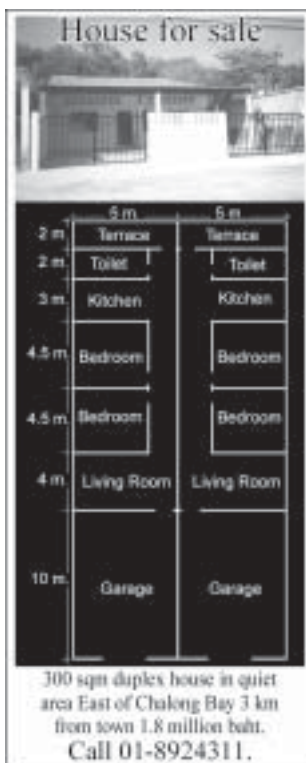 House for sale
5 m. 5 m.
2 m. Terrace Terrace
2 m. Toilet Toilet
3 m. Kitchen Kitchen
4.5 m. Bedroom Bedroom
4.5 m. Bedroom Bedroom
4 m. Living Room Living Room
10 m. Garage Garage
300 sqm duplex house in quiet
area East of Chalong Bay 3 km
from town 1.8 million baht.
Call 01-8924311.